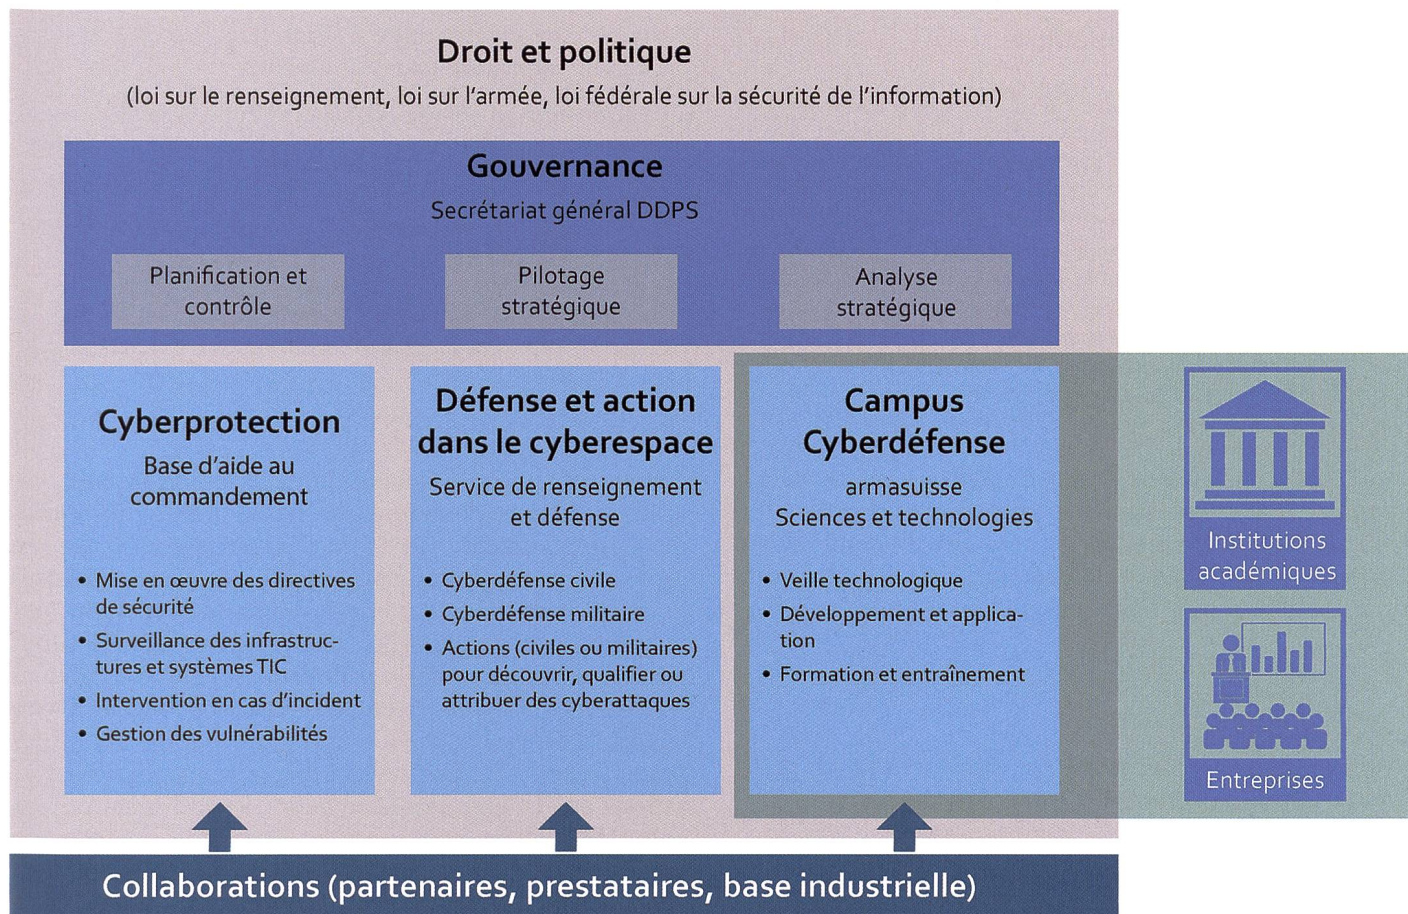 Droit et politique
(loi sur le renseignement, loi sur l'armée, loi fédérale sur la sécurité de l'information)
Gouvernance
Secrétariat général DDPS
Planification et
contrôle
Pilotage
stratégique
Analyse
stratégique
Cyberprotection
Base d'aide au
commandement
• Mise en œuvre des directives
de sécurité
• Surveillance des infrastruc-
tures et systèmes TIC
• Intervention en cas d'incident
• Gestion des vulnérabilités
Défense et action
dans le cyberespace
Service de renseignement
et défense
• Cyberdéfense civile
• Cyberdéfense militaire
• Actions (civiles ou militaires)
pour découvrir, qualifier ou
attribuer des cyberattaques
Campus
Cyberdéfense
armasuisse
Sciences et technologies
• Veille technologique
• Développement et applica-
tion
• Formation et entraînement
Institutions
académiques
Entreprises
Collaborations (partenaires, prestataires, base industrielle)